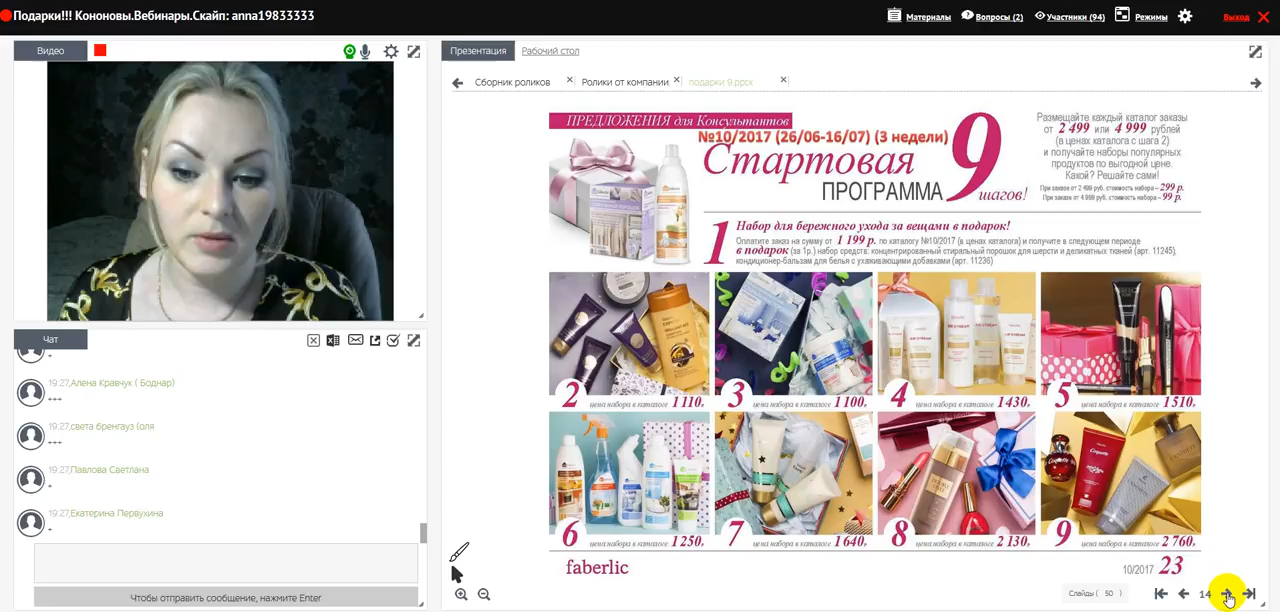 Подарки!!! Кононовы.Вебинары.Скайп: anna19833333
Материалы
Вопросы (2)
Участники (94)
Режимы
Выход
Видео
Презентация
Рабочий стол
Сборник роликов
Ролики от компании
подарки 9.ppsx
ПРЕДЛОЖЕНИЯ для Консультантов
№10/2017 (26/06-16/07) (3 недели)
Стартовая
ПРОГРАММА
9
шагов!
Размещайте каждый каталог заказы
от 2 499 или 4 999 рублей
(в ценах каталога с шага 2)
и получайте наборы популярных
продуктов по выгодной цене.
Какой? Решайте сами!
При заказе от 2 499 руб. стоимость набора – 299 р.
При заказе от 4 999 руб. стоимость набора – 99 р.
1
Набор для бережного ухода за вещами в подарок!
Оплатите заказ на сумму от 1 199 р. по каталогу №10/2017 (в ценах каталога) и получите в следующем периоде
в подарок (за 1р.) набор средств: концентрированный стиральный порошок для шерсти и деликатных тканей (арт. 11245),
кондиционер-бальзам для белья с ухаживающими добавками (арт. 11236)
2 цена набора в каталоге 1110р
3 цена набора в каталоге 1100р
4 цена набора в каталоге 1430р
5 цена набора в каталоге 1510р
6 цена набора в каталоге 1250р
7 цена набора в каталоге 1640р
8 цена набора в каталоге 2130р
9 цена набора в каталоге 2760р
faberlic
10/2017 23
Чат
+
19:27,Алена Кравчук ( Боднар)
+++
19:27,света бренгауз (оля
+++
19:27,Павлова Светлана
+
19:27,Екатерина Первухина
+
Чтобы отправить сообщение, нажмите Enter
Слайды ( 50 )
14